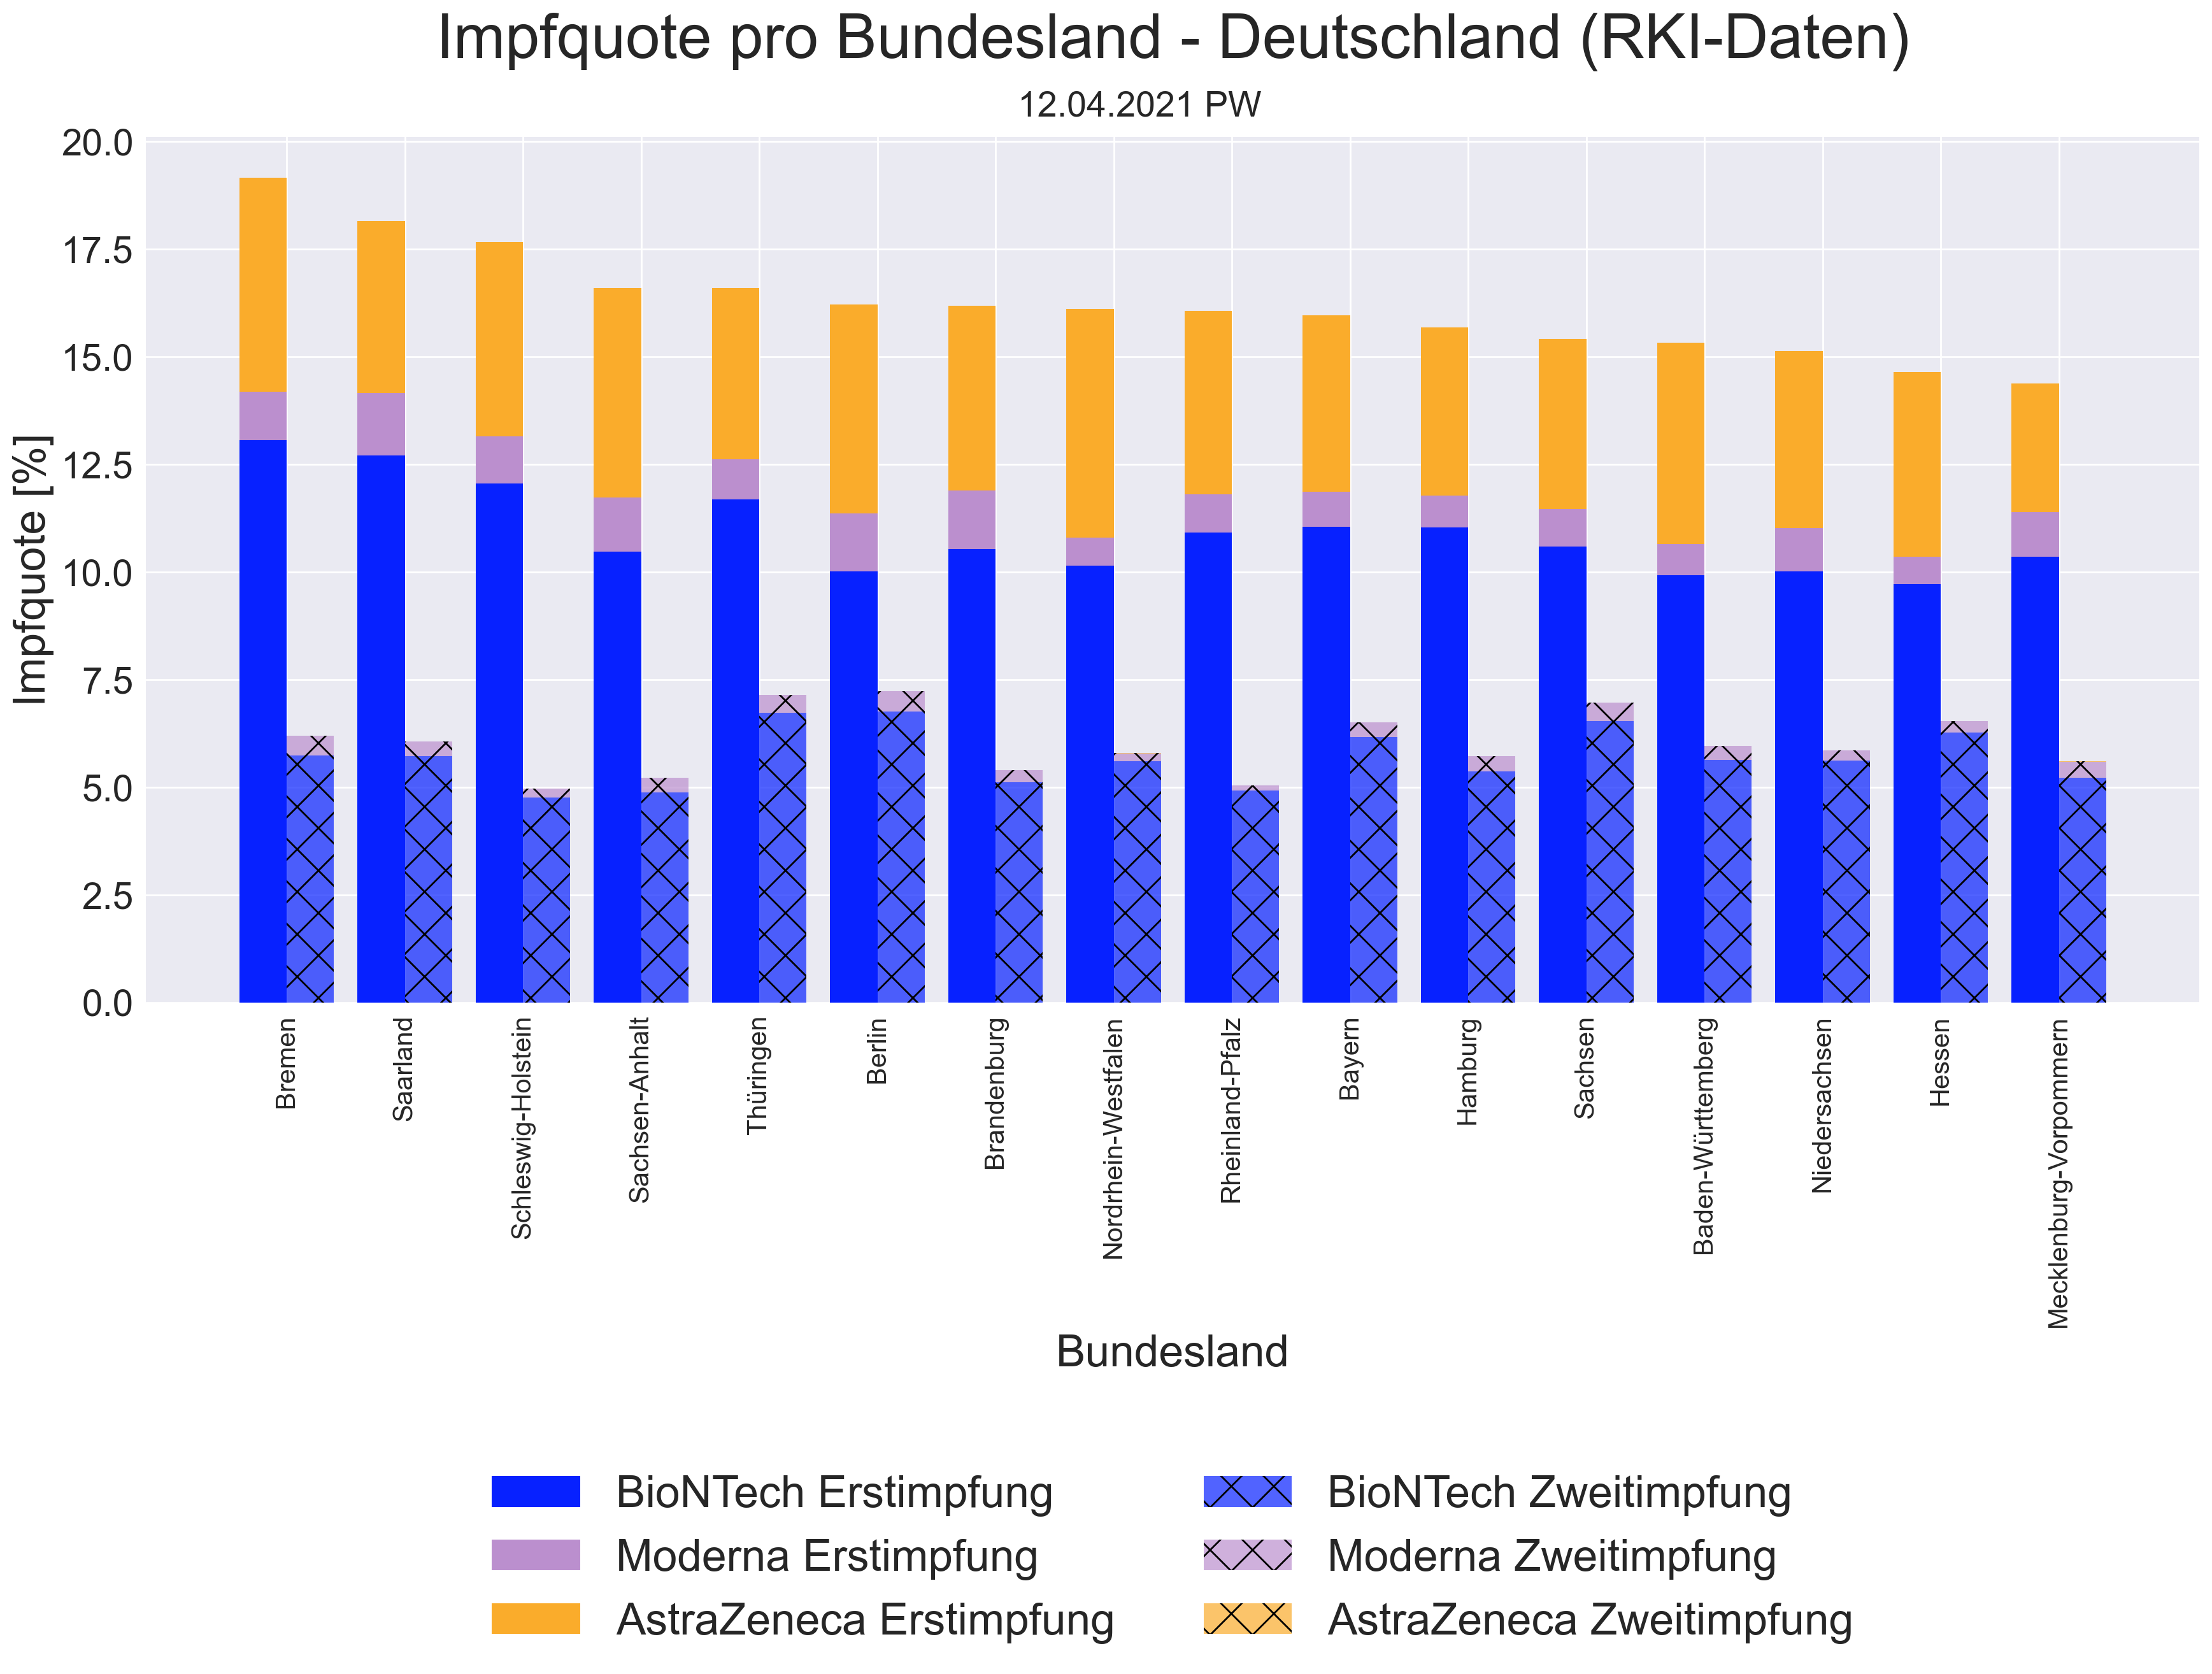 Impfquote pro Bundesland - Deutschland (RKI-Daten)
12.04.2021 PW
Impfquote [%]
20.0
17.5
15.0
12.5
10.0
7.5
5.0
2.5
0.0
Bremen
Saarland
Schleswig-Holstein
Sachsen-Anhalt
Thüringen
Berlin
Brandenburg
Nordrhein-Westfalen
Rheinland-Pfalz
Bayern
Hamburg
Sachsen
Baden-Württemberg
Niedersachsen
Hessen
Mecklenburg-Vorpommern
Bundesland
BioNTech Erstimpfung
Moderna Erstimpfung
AstraZeneca Erstimpfung
BioNTech Zweitimpfung
Moderna Zweitimpfung
AstraZeneca Zweitimpfung